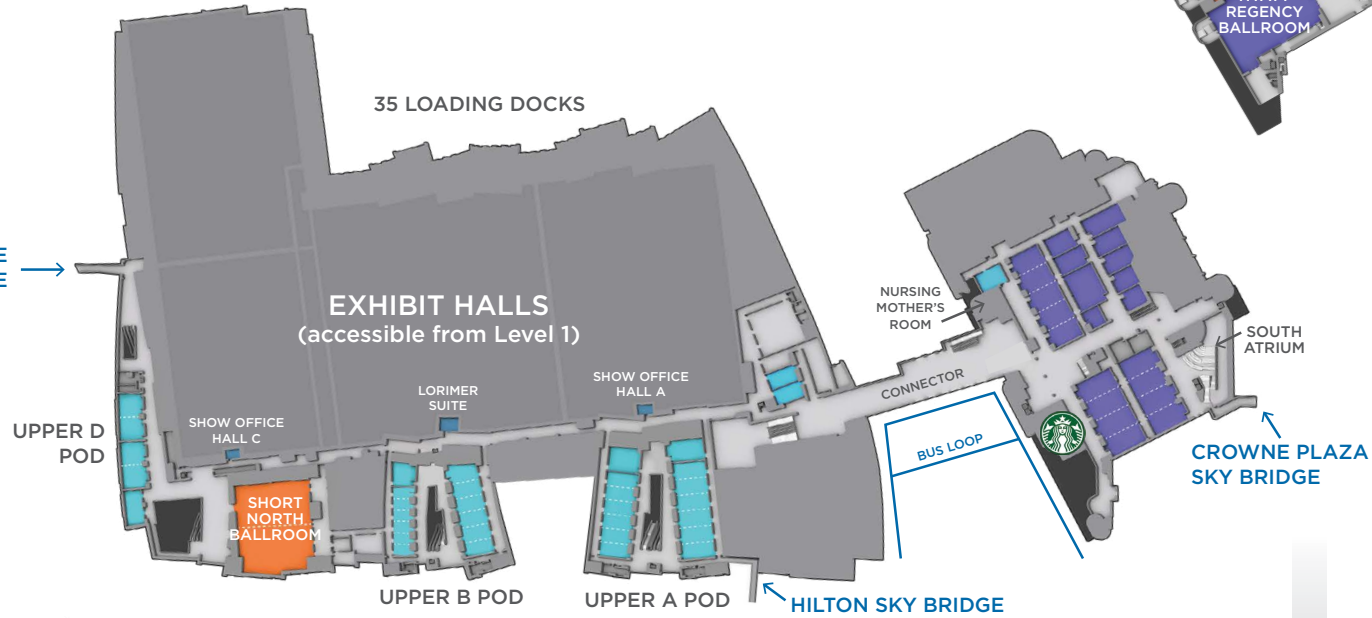 REGENCY
BALLROOM
35 LOADING DOCKS
EXHIBIT HALLS
(accessible from Level 1)
NURSING
MOTHER'S
ROOM
SOUTH
ATRIUM
CONNECTOR
SHOW OFFICE
HALL A
LORIMER
SUITE
SHOW OFFICE
HALL C
UPPER D
POD
BUS LOOP
CROWNE PLAZA
SKY BRIDGE
SHORT
NORTH
BALLROOM
UPPER B POD
UPPER A POD
HILTON SKY BRIDGE